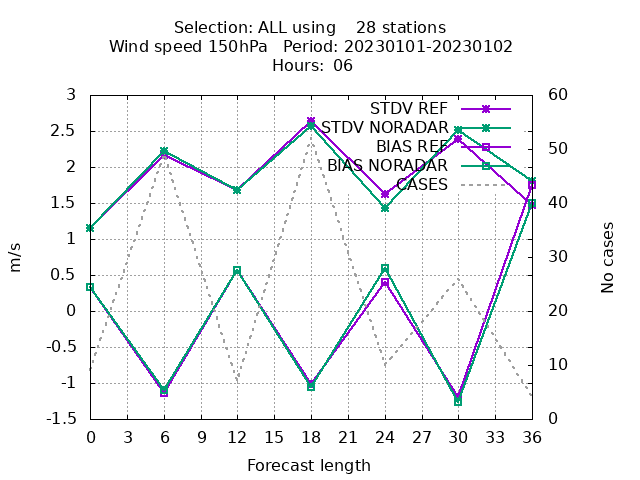 Selection: ALL using    28 stations
Wind speed 150hPa   Period: 20230101-20230102
Hours:  06
3
2.5
2
1.5
1
0.5
0
-0.5
-1
-1.5
m/s
60
50
40
30
20
10
0
No cases
STDV REF
STDV NORADAR
BIAS REF
BIAS NORADAR
CASES
0 3 6 9 12 15 18 21 24 27 30 33 36
Forecast length